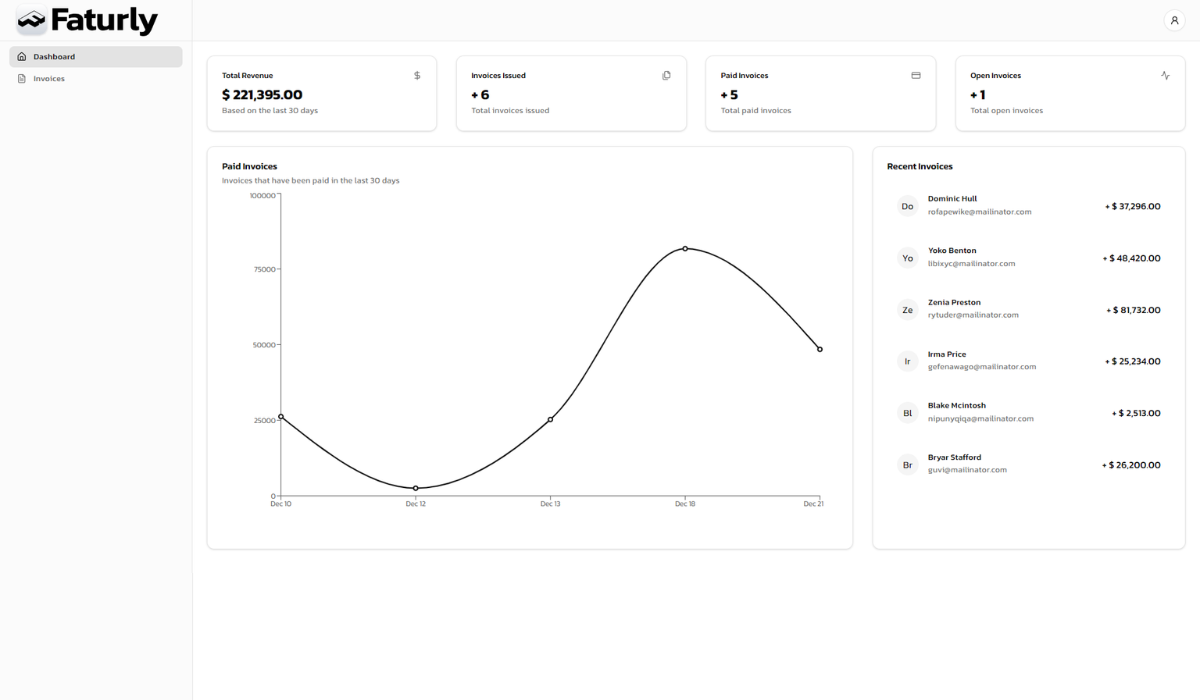 Faturly
Dashboard
Invoices
Total Revenue
$ 221,395.00
Based on the last 30 days
Invoices Issued
+ 6
Total invoices issued
Paid Invoices
+ 5
Total paid invoices
Open Invoices
+ 1
Total open invoices
Paid Invoices
Invoices that have been paid in the last 30 days
100000
75000
50000
25000
0
Dec 10
Dec 12
Dec 13
Dec 18
Dec 21
Recent Invoices
Do
Dominic Hull
rofapewike@mailinator.com
+ $ 37,296.00
Yo
Yoko Benton
libixyc@mailinator.com
+ $ 48,420.00
Ze
Zenia Preston
rytuder@mailinator.com
+ $ 81,732.00
Ir
Irma Price
gefenawago@mailinator.com
+ $ 25,234.00
Bl
Blake Mcintosh
nipunyqiqa@mailinator.com
+ $ 2,513.00
Br
Bryar Stafford
guvi@mailinator.com
+ $ 26,200.00